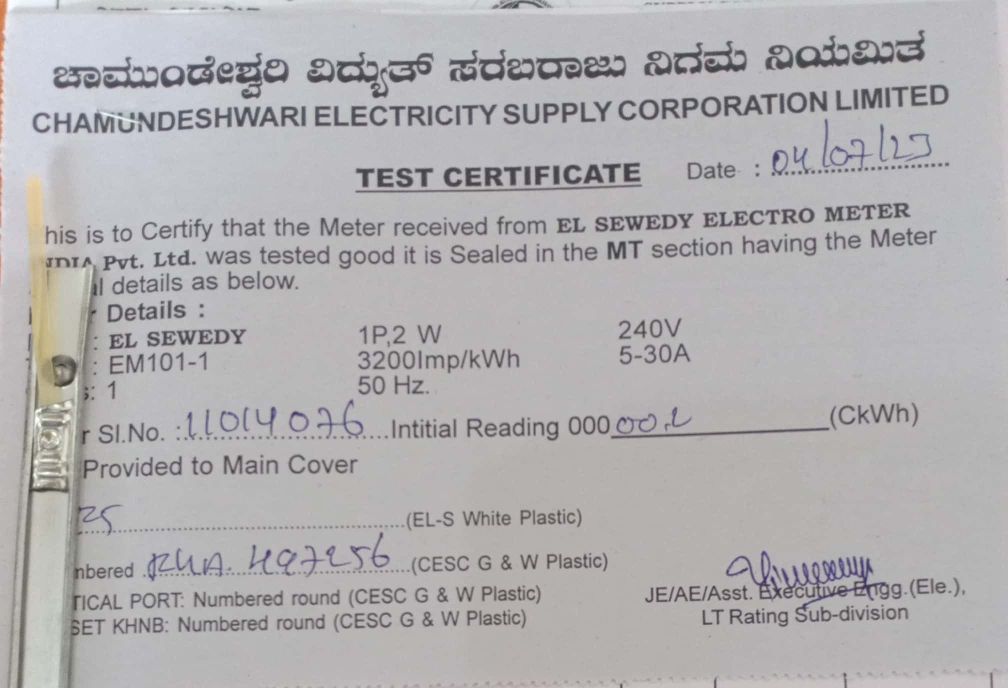 ಚಾಮುಂಡೇಶ್ವರಿ ವಿದ್ಯುತ್ ಸರಬರಾಜು ನಿಗಮ ನಿಯಮಿತ
CHAMUNDESHWARI ELECTRICITY SUPPLY CORPORATION LIMITED
TEST CERTIFICATE Date : 04/07/23
his is to Certify that the Meter received from EL SEWEDY ELECTRO METER
NDIA Pvt. Ltd. was tested good it is Sealed in the MT section having the Meter
l details as below.
Details :
: EL SEWEDY 1P,2 W 240V
: EM101-1 3200Imp/kWh 5-30A
: 1 50 Hz.
r Sl.No. : 11014076 Intitial Reading 000 00.2 (CkWh)
Provided to Main Cover
25 (EL-S White Plastic)
nbered 497256 (CESC G & W Plastic)
TICAL PORT: Numbered round (CESC G & W Plastic)
SET KHNB: Numbered round (CESC G & W Plastic)
JE/AE/Asst. Executive Engg.(Ele.),
LT Rating Sub-division